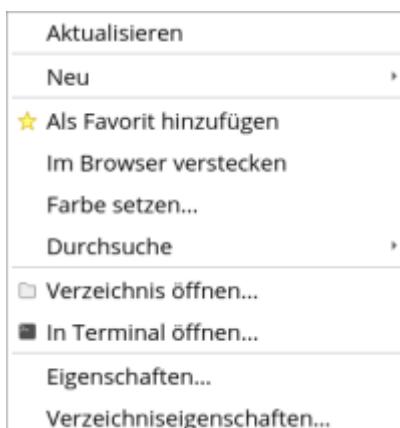 Aktualisieren
Neu
Als Favorit hinzufügen
Im Browser verstecken
Farbe setzen...
Durchsuche
Verzeichnis öffnen...
In Terminal öffnen...
Eigenschaften...
Verzeichniseigenschaften...